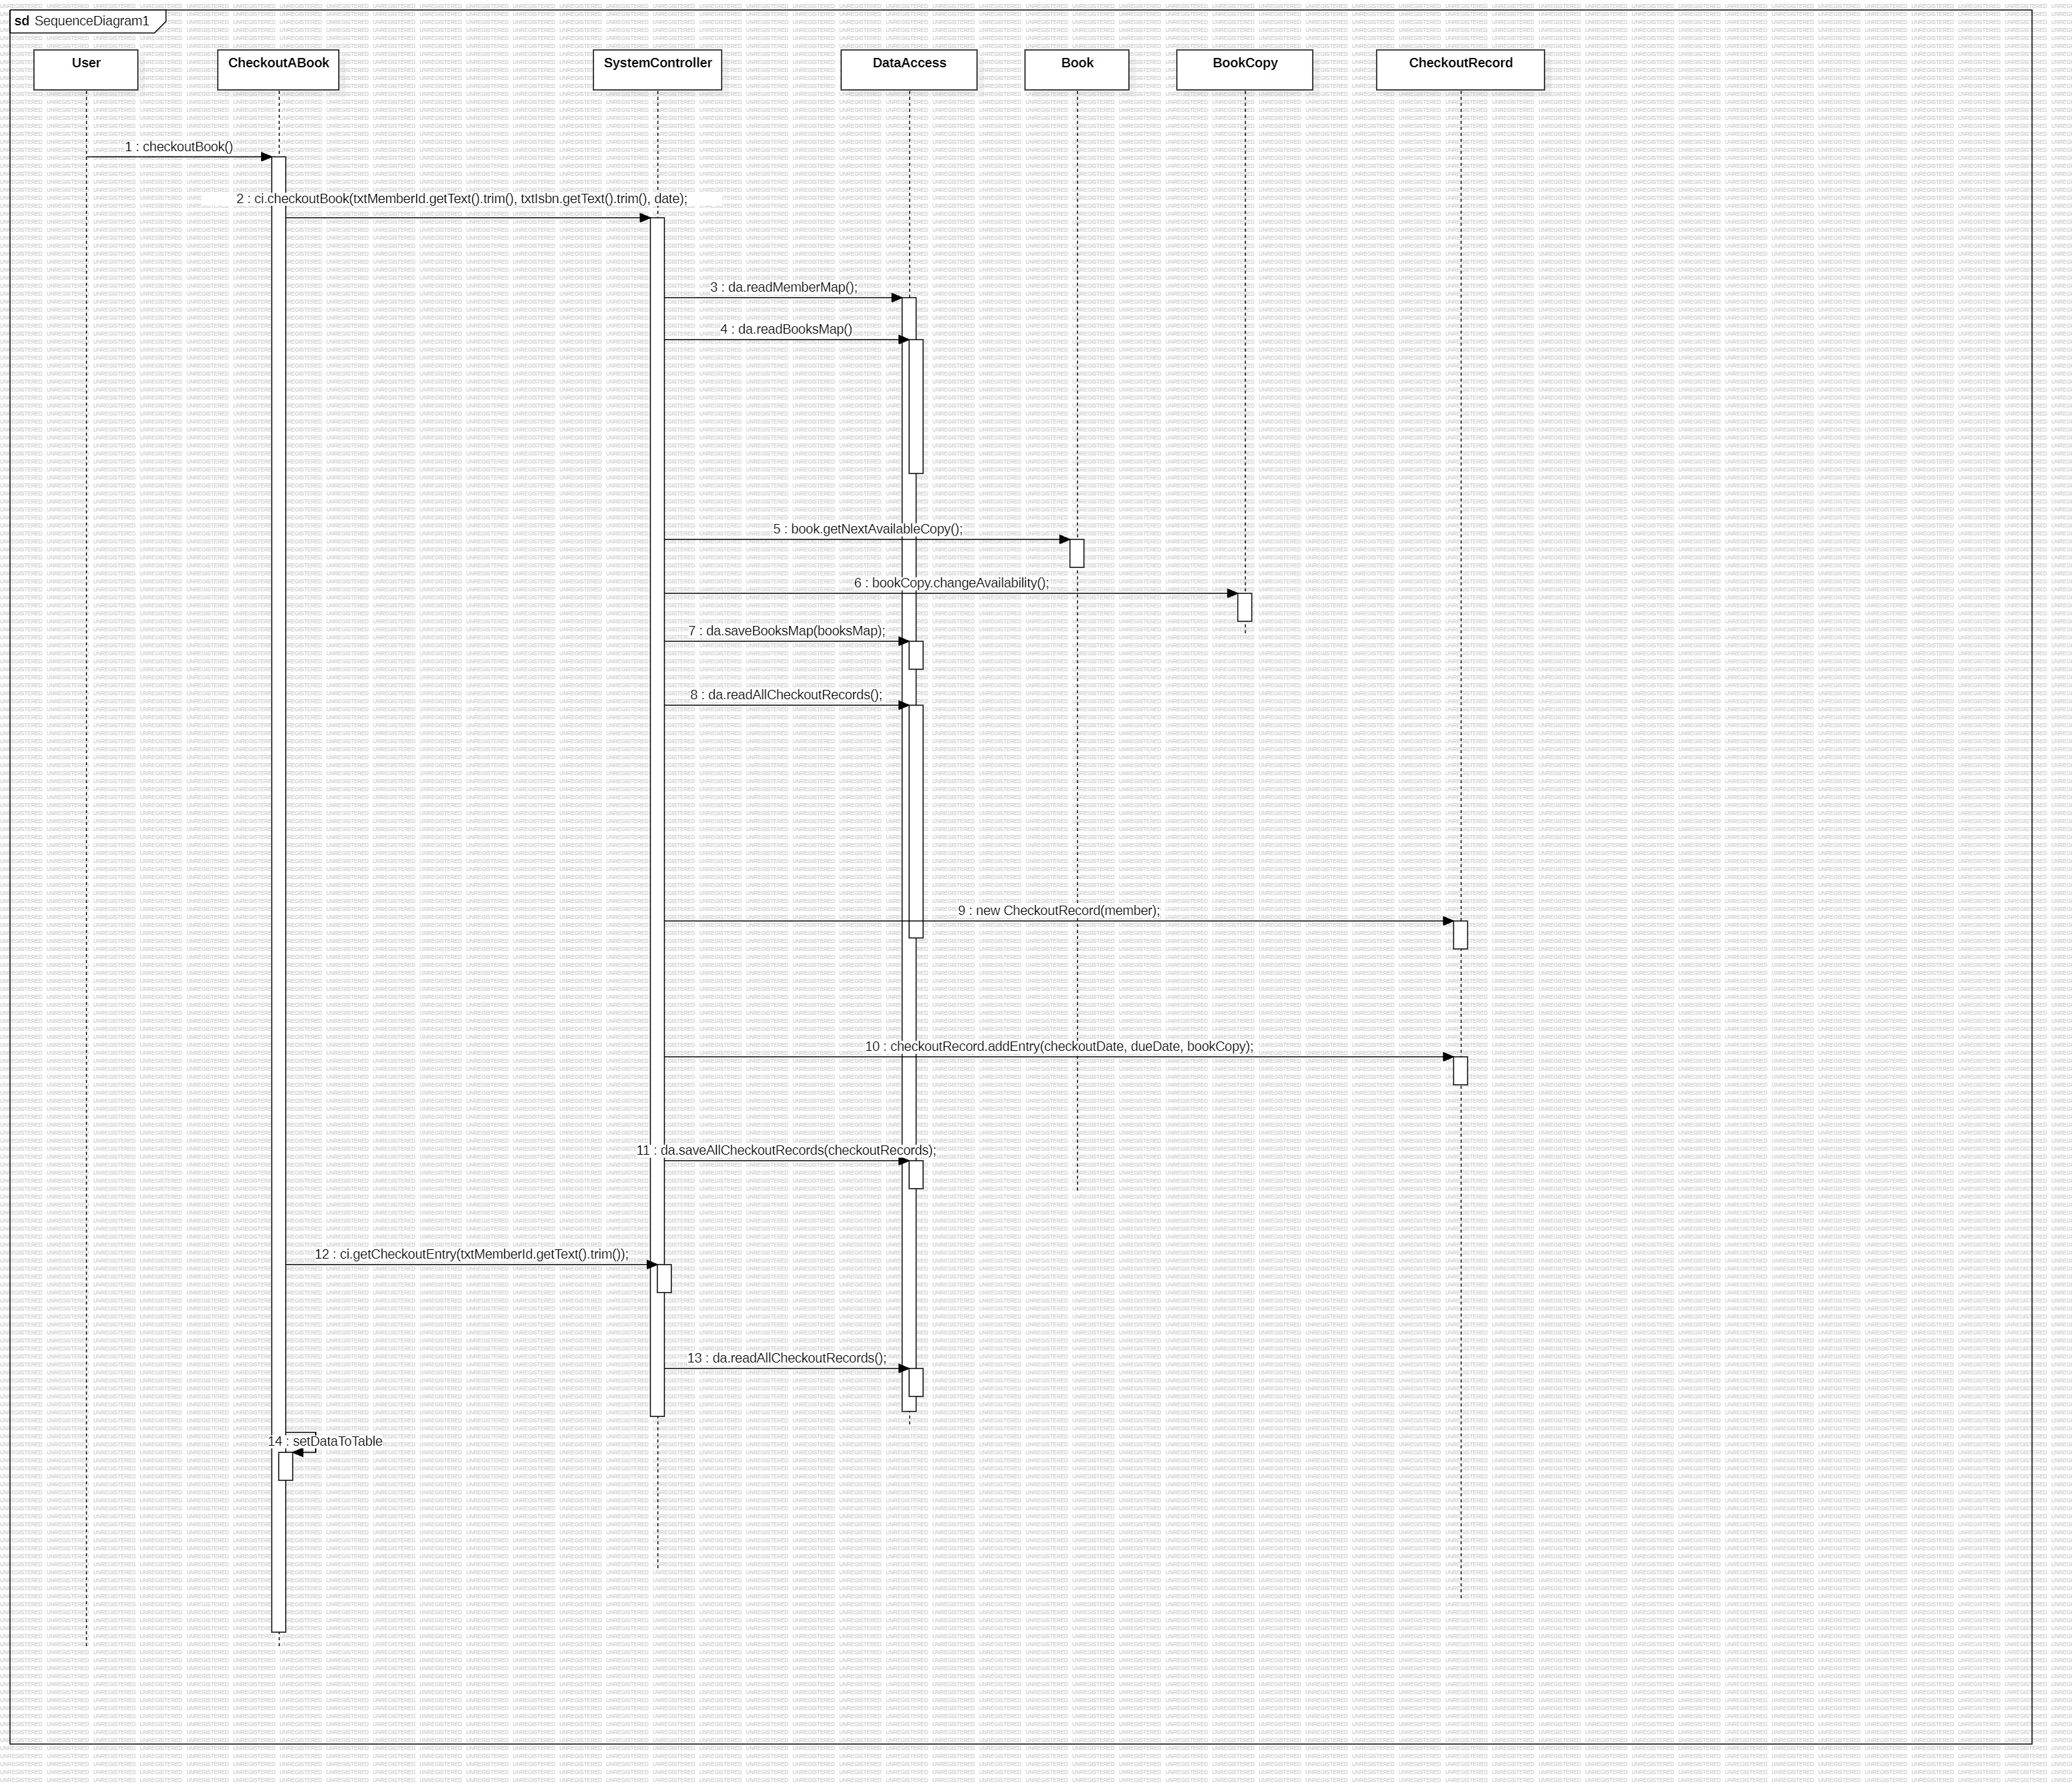 sd SequenceDiagram1
User
CheckoutABook
SystemController
DataAccess
Book
BookCopy
CheckoutRecord
1 : checkoutBook()
2 : ci.checkoutBook(txtMemberId.getText().trim(), txtIsbn.getText().trim(), date);
3 : da.readMemberMap();
4 : da.readBooksMap()
5 : book.getNextAvailableCopy();
6 : bookCopy.changeAvailability();
7 : da.saveBooksMap(booksMap);
8 : da.readAllCheckoutRecords();
9 : new CheckoutRecord(member);
10 : checkoutRecord.addEntry(checkoutDate, dueDate, bookCopy);
11 : da.saveAllCheckoutRecords(checkoutRecords);
12 : ci.getCheckoutEntry(txtMemberId.getText().trim());
13 : da.readAllCheckoutRecords();
14 : setDataToTable
UNREGISTERED